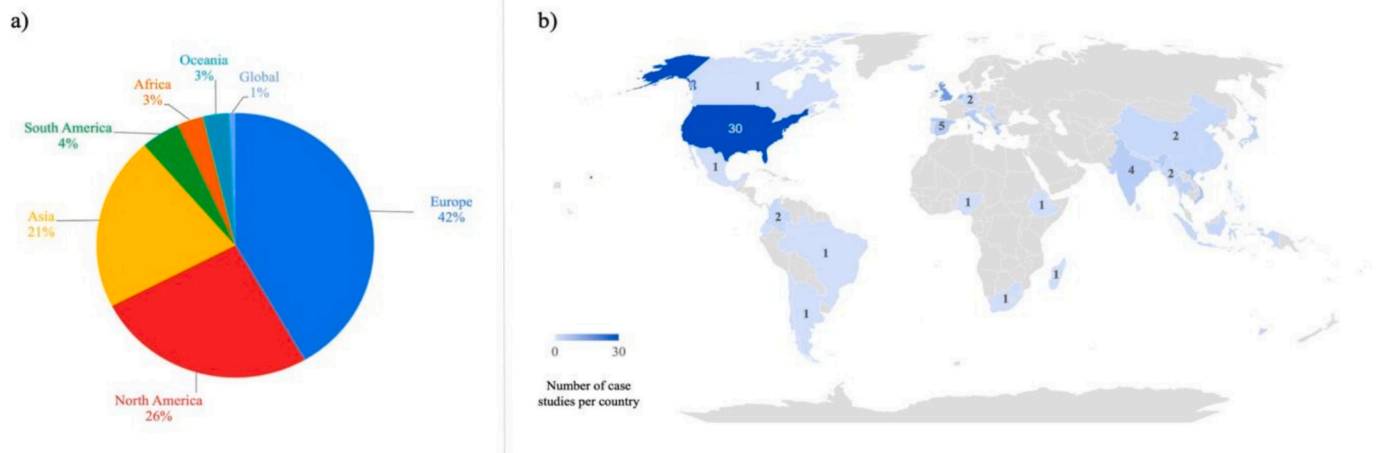 a)
Oceania
3%
Global
1%
Africa
3%
South America
4%
Europe
42%
Asia
21%
North America
26%
b)
1
30
1
2
1
1
2
5
1
1
1
1
2
4
2
0
30
Number of case
studies per country